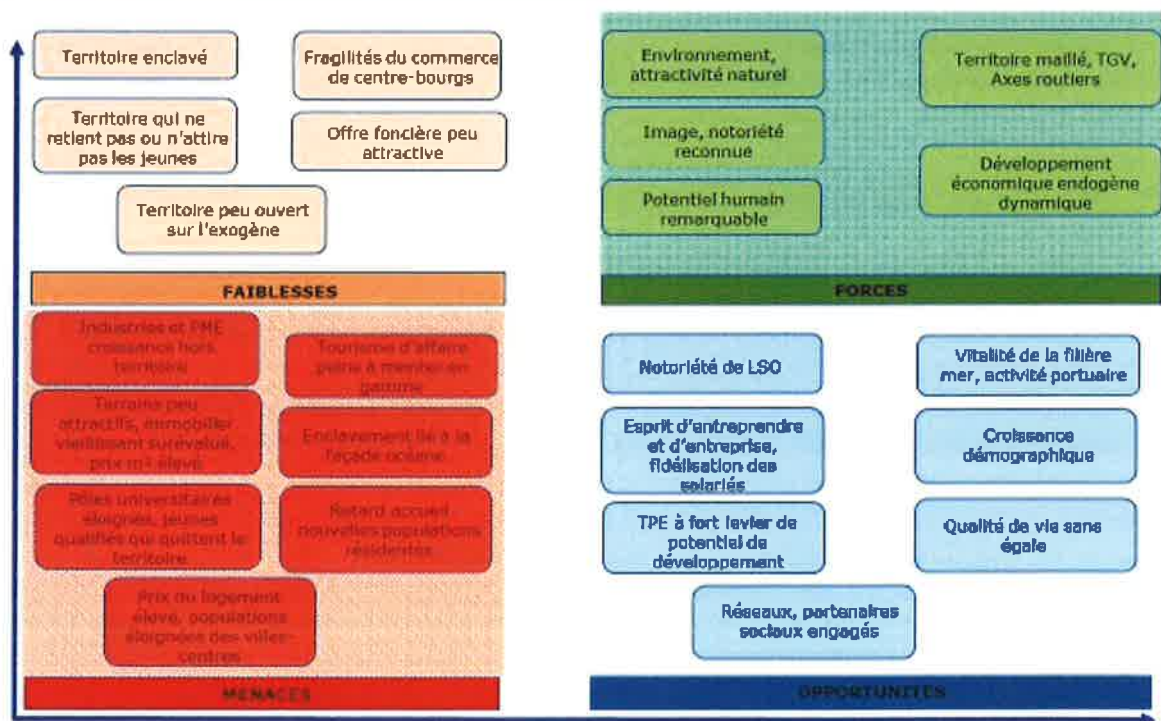 Territoire enclavé
Fragilités du commerce
de centre-bourgs
Territoire qui ne
retient pas ou n'attire
pas les jeunes
Offre foncière peu
attractive
Territoire peu ouvert
sur l'exogène
FAIBLESSES
Environnement,
attractivité naturel
Territoire maillé, TGV,
Axes routiers
Image, notoriété
reconnue
Développement
économique endogène
dynamique
Potentiel humain
remarquable
FORCES
Industries et PME
croissance hors
territoire
Tourisme d'affaire
peine à monter en
gamme
Terrains peu
attractifs, immobilier
vieillissant surévalué,
prix m² élevé
Enclavement lié à la
façade océane
Pôles universitaires
éloignés, jeunes
qualifiés qui quittent le
territoire
Retard accueil
nouvelles populations
résidentes
Prix du logement
élevé, populations
éloignées des villes-
centres
MENACES
Notoriété de LSO
Vitalité de la filière
mer, activité portuaire
Esprit d'entreprendre
et d'entreprise,
fidélisation des
salariés
Croissance
démographique
TPE à fort levier de
potentiel de
développement
Qualité de vie sans
égale
Réseaux, partenaires
sociaux engagés
OPPORTUNITÉS